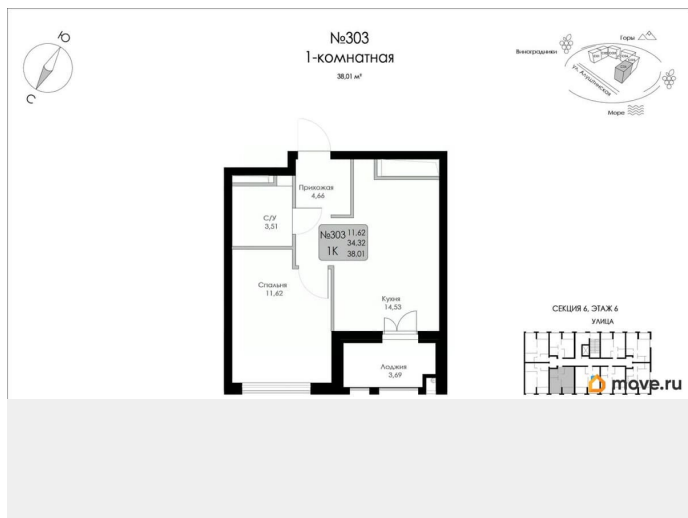 №303
1-комнатная
38,01 м²
Ю
С
Горы
Виноградники
ул. Алуштинская
Море
Прихожая
4,66
С/У
3,51
№303 11,62
34,32
1К 38,01
Спальня
11,62
Кухня
14,53
Лоджия
3,69
СЕКЦИЯ 6, ЭТАЖ 6
УЛИЦА
move.ru